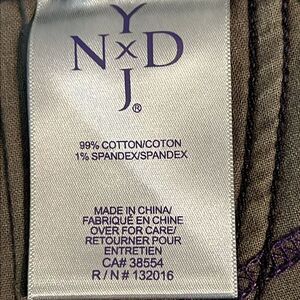 Y
N x D
J®
99% COTTON/COTON
1% SPANDEX/SPANDEX
MADE IN CHINA/
FABRIQUÉ EN CHINE
OVER FOR CARE/
RETOURNER POUR
ENTRETIEN
CA# 38554
R / N # 132016